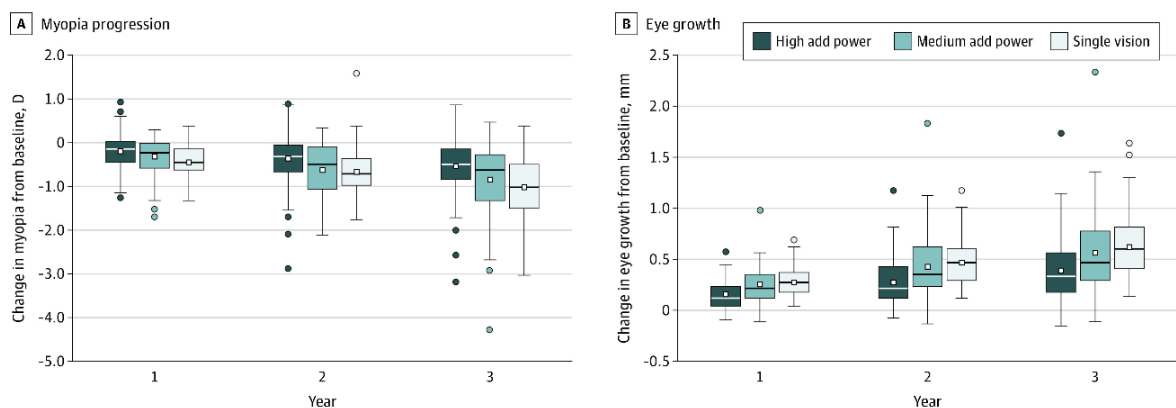 A Myopia progression
Change in myopia from baseline, D
2.0
1.0
0
-1.0
-2.0
-3.0
-4.0
-5.0
1
2
3
Year
B Eye growth
High add power
Medium add power
Single vision
Change in eye growth from baseline, mm
2.5
2.0
1.5
1.0
0.5
0
-0.5
1
2
3
Year